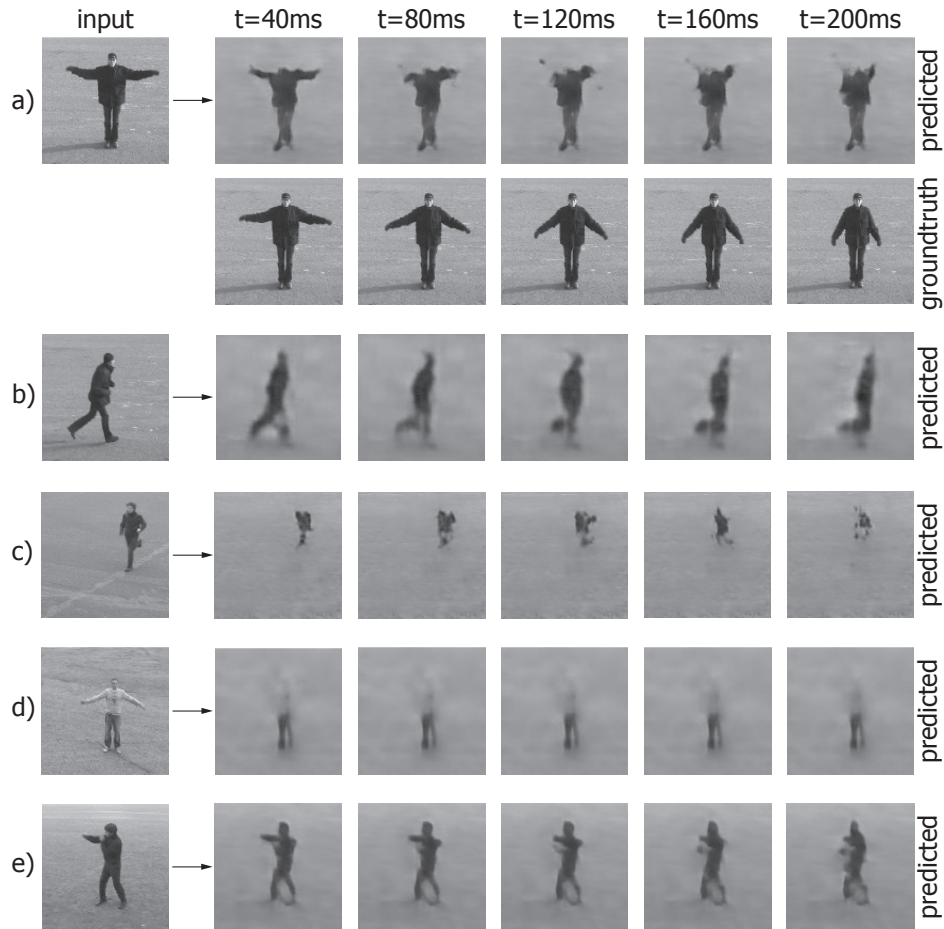 input t=40ms t=80ms t=120ms t=160ms t=200ms
a) predicted
groundtruth
b) predicted
c) predicted
d) predicted
e) predicted